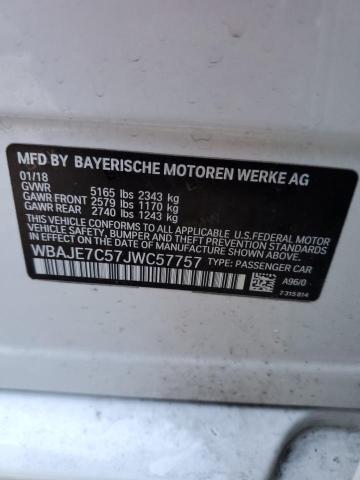 MFD BY BAYERISCHE MOTOREN WERKE AG
01/18
GVWR 5165 lbs 2343 kg
GAWR FRONT 2579 lbs 1170 kg
GAWR REAR 2740 lbs 1243 kg
THIS VEHICLE CONFORMS TO ALL APPLICABLE U.S.FEDERAL MOTOR
VEHICLE SAFETY, BUMPER AND THEFT PREVENTION STANDARDS IN
EFFECT ON THE DATE OF MANUFACTURE SHOWN ABOVE.
WBAJE7C57JWC57757 TYPE: PASSENGER CAR
A96/0
7 315 814